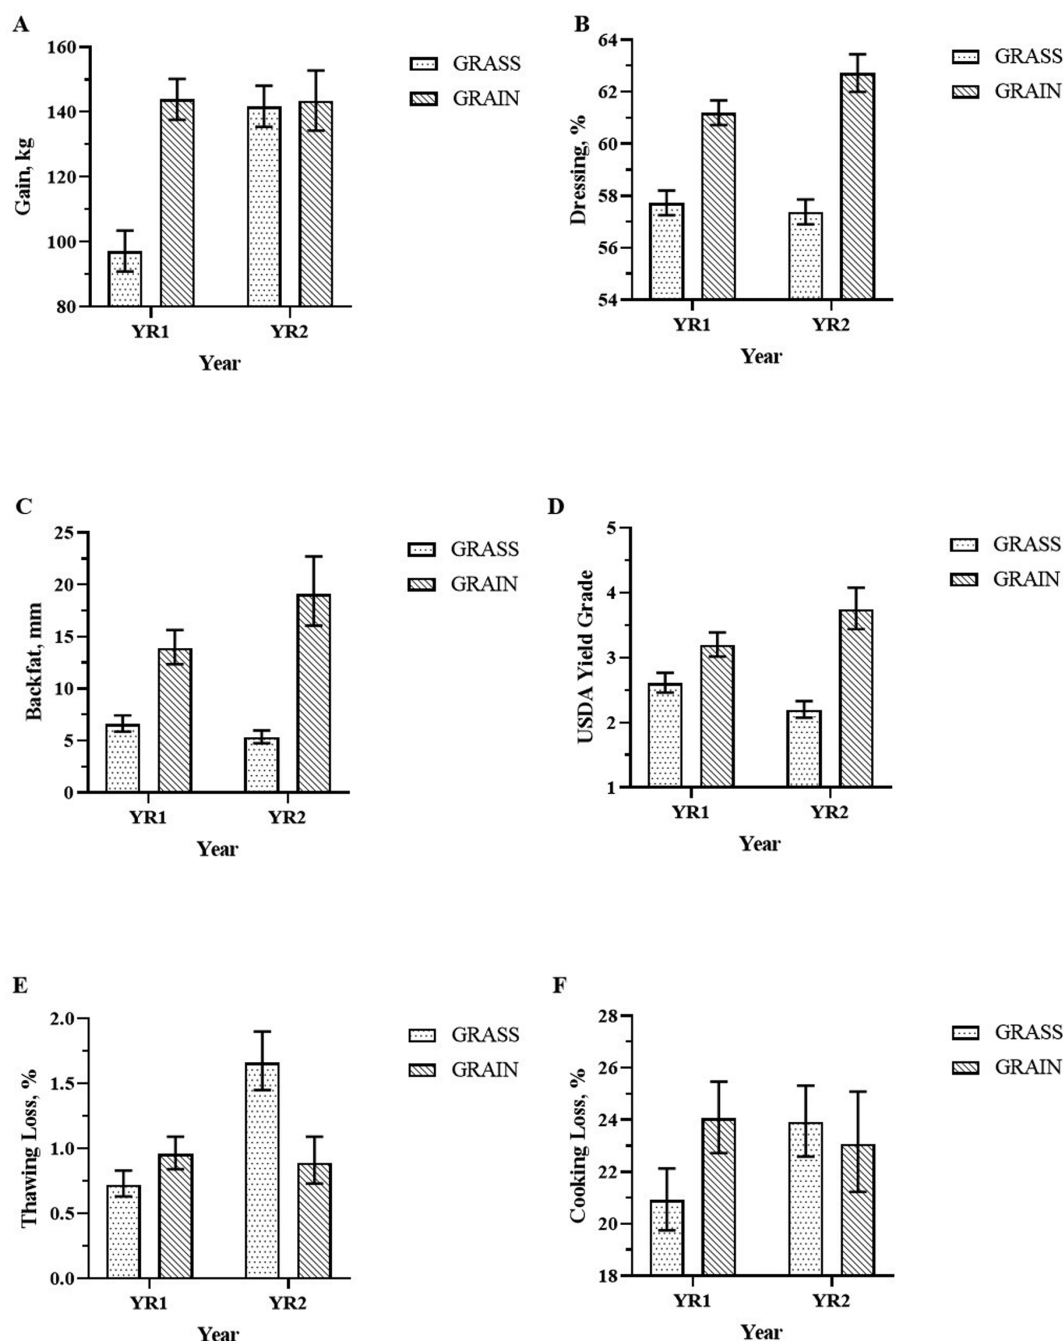 A
Gain, kg
160
140
120
100
80
YR1 YR2
Year
GRASS
GRAIN
B
Dressing, %
64
62
60
58
56
54
YR1 YR2
Year
GRASS
GRAIN
C
Backfat, mm
25
20
15
10
5
0
YR1 YR2
Year
GRASS
GRAIN
D
USDA Yield Grade
5
4
3
2
1
YR1 YR2
Year
GRASS
GRAIN
E
Thawing Loss, %
2.0
1.5
1.0
0.5
0.0
YR1 YR2
Year
GRASS
GRAIN
F
Cooking Loss, %
28
26
24
22
20
18
YR1 YR2
Year
GRASS
GRAIN